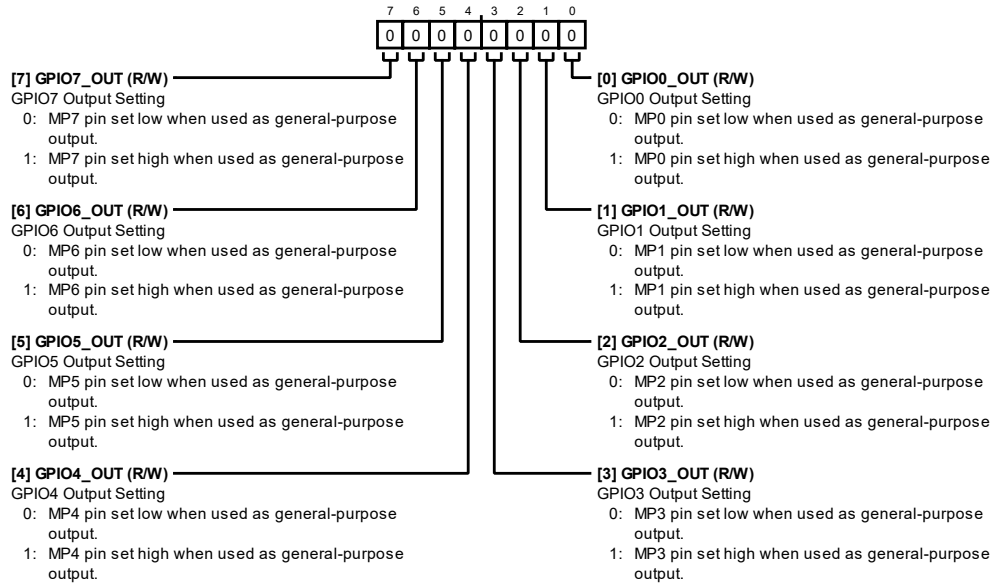 7 6 5 4 3 2 1 0
0 0 0 0 0 0 0 0
[7] GPIO7_OUT (R/W)
GPIO7 Output Setting
0: MP7 pin set low when used as general-purpose
output.
1: MP7 pin set high when used as general-purpose
output.
[6] GPIO6_OUT (R/W)
GPIO6 Output Setting
0: MP6 pin set low when used as general-purpose
output.
1: MP6 pin set high when used as general-purpose
output.
[5] GPIO5_OUT (R/W)
GPIO5 Output Setting
0: MP5 pin set low when used as general-purpose
output.
1: MP5 pin set high when used as general-purpose
output.
[4] GPIO4_OUT (R/W)
GPIO4 Output Setting
0: MP4 pin set low when used as general-purpose
output.
1: MP4 pin set high when used as general-purpose
output.
[0] GPIO0_OUT (R/W)
GPIO0 Output Setting
0: MP0 pin set low when used as general-purpose
output.
1: MP0 pin set high when used as general-purpose
output.
[1] GPIO1_OUT (R/W)
GPIO1 Output Setting
0: MP1 pin set low when used as general-purpose
output.
1: MP1 pin set high when used as general-purpose
output.
[2] GPIO2_OUT (R/W)
GPIO2 Output Setting
0: MP2 pin set low when used as general-purpose
output.
1: MP2 pin set high when used as general-purpose
output.
[3] GPIO3_OUT (R/W)
GPIO3 Output Setting
0: MP3 pin set low when used as general-purpose
output.
1: MP3 pin set high when used as general-purpose
output.